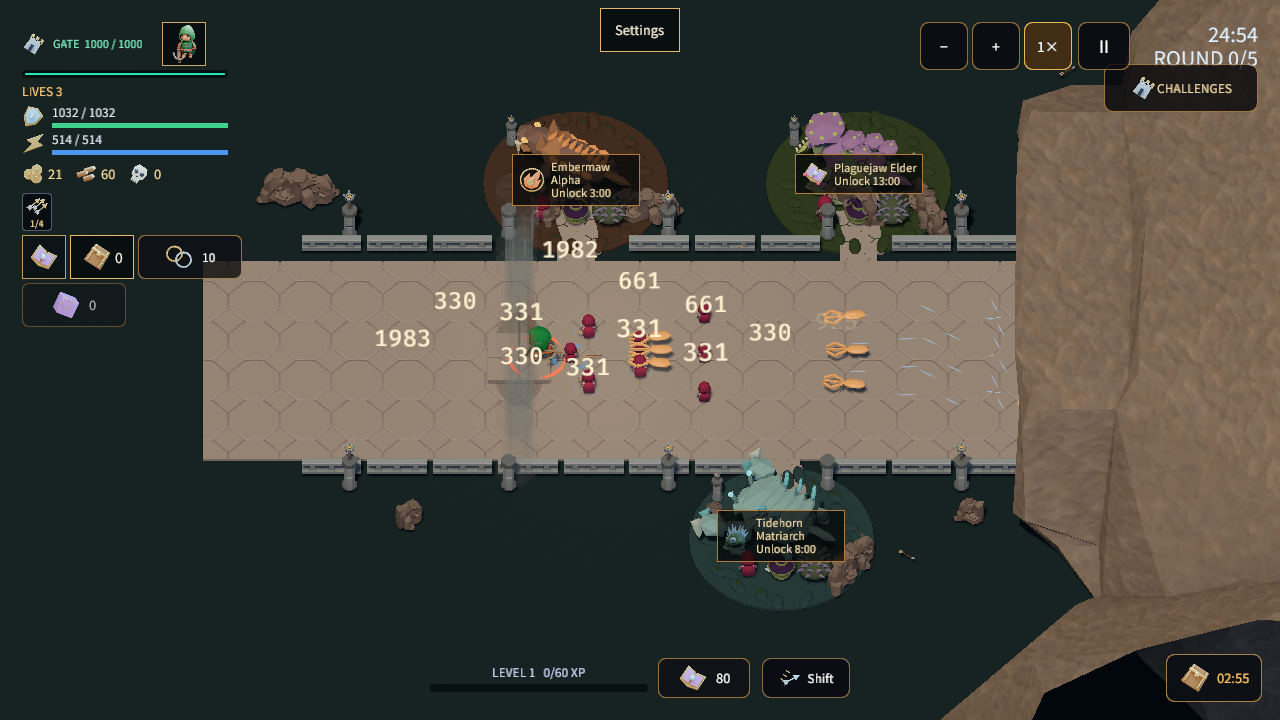 GATE 1000 / 1000
Settings
−
+
1×
24:54
ROUND 0/5
CHALLENGES
LIVES 3
1032 / 1032
514 / 514
21
60
0
1/4
0
10
0
Embermaw
Alpha
Unlock 3:00
Plaguejaw Elder
Unlock 13:00
1982
661
330
331
661
1983
331
330
330
331
331
Tidehorn
Matriarch
Unlock 8:00
LEVEL 1 0/60 XP
80
Shift
02:55